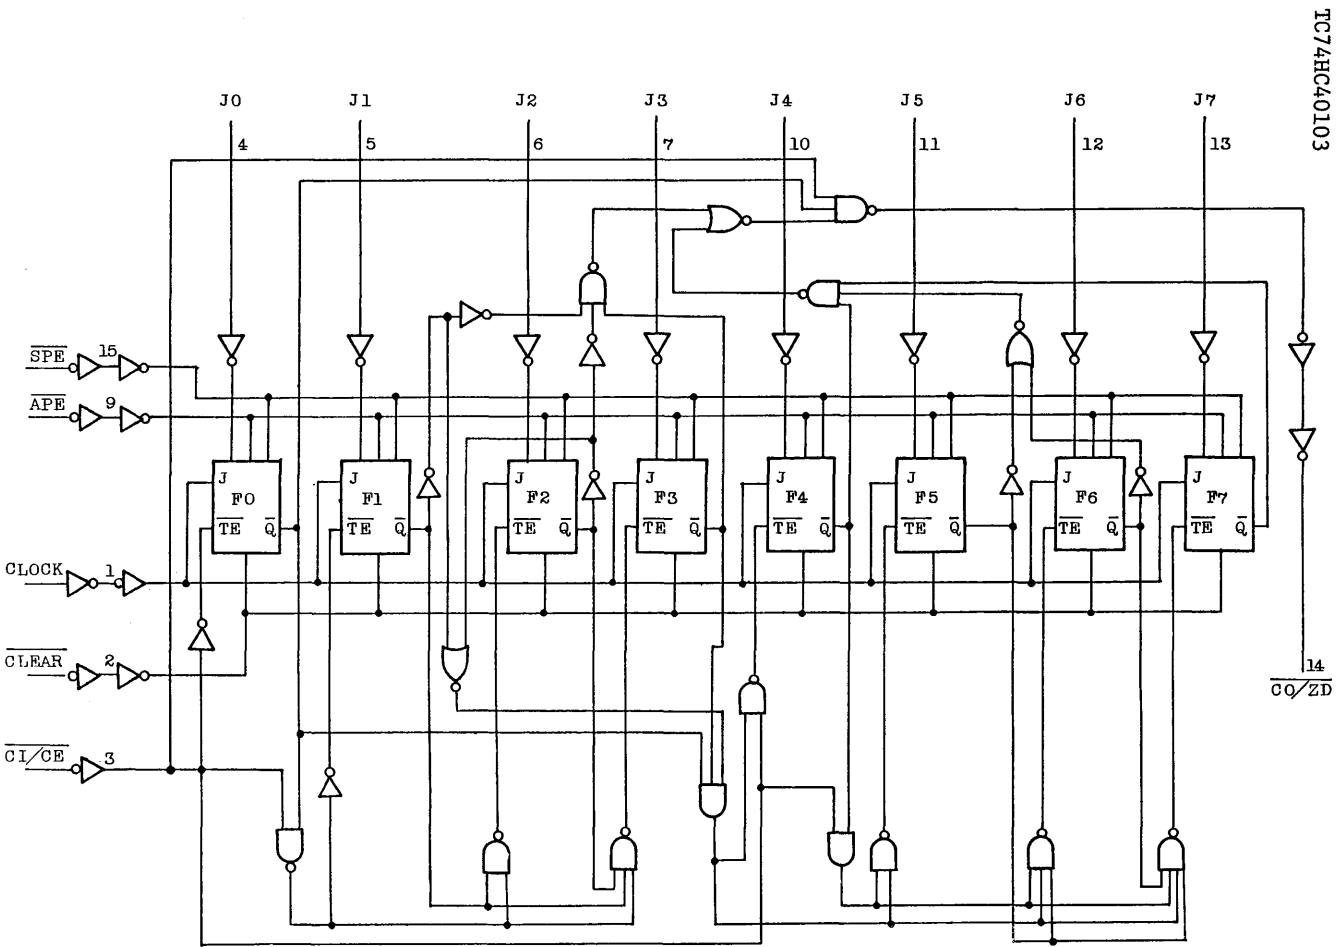 TC74HC40103
J0 J1 J2 J3 J4 J5 J6 J7
4 5 6 7 10 11 12 13
SPE 15
APE 9
J J J J J J J J
F0 F1 F2 F3 F4 F5 F6 F7
TE Q TE Q TE Q TE Q TE Q TE Q TE Q TE Q
CLOCK 1
CLEAR 2
14
CO/ZD
CI/CE 3